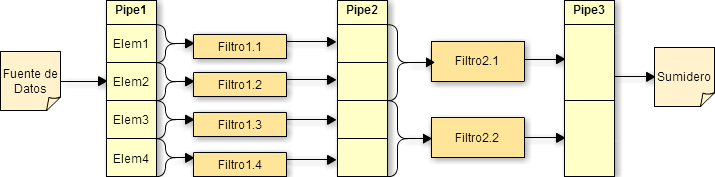 Pipe1
Pipe2
Pipe3
Fuente de
Datos
Elem1
Elem2
Elem3
Elem4
Filtro1.1
Filtro1.2
Filtro1.3
Filtro1.4
Filtro2.1
Filtro2.2
Sumidero